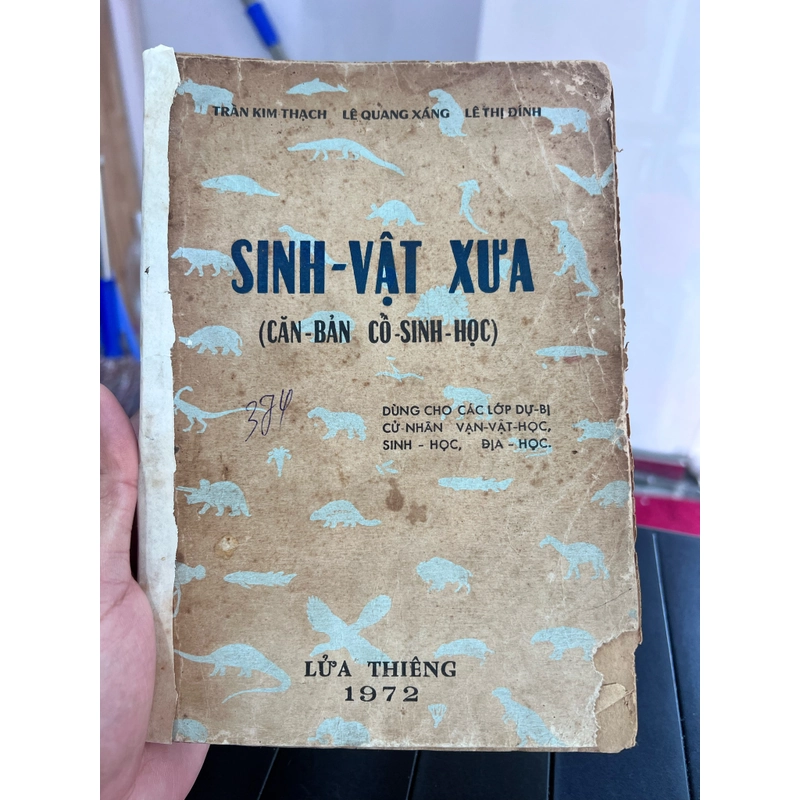 TRẦN KIM THẠCH LÊ QUANG XÁNG LÊ THỊ ĐÍNH
SINH-VẬT XƯA
(CĂN-BẢN CỔ-SINH-HỌC)
DÙNG CHO CÁC LỚP DỰ-BỊ
CỬ-NHÂN VẠN-VẬT-HỌC,
SINH - HỌC, ĐỊA - HỌC.
LỬA THIÊNG
1972